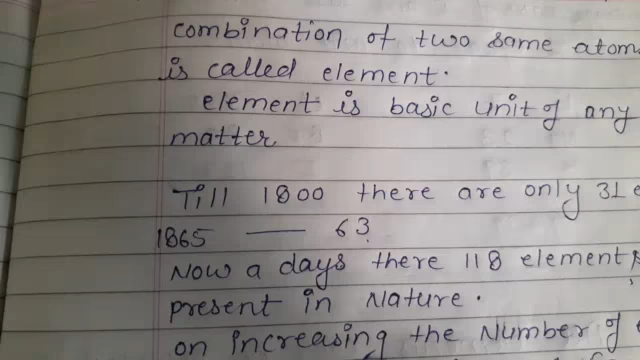 combination of two same atom
is called element.
element is basic unit of any
matter
Till 1800 there are only 31 e
1865 — 63
Now a days there 118 element
present in Nature.
on increasing the Number of